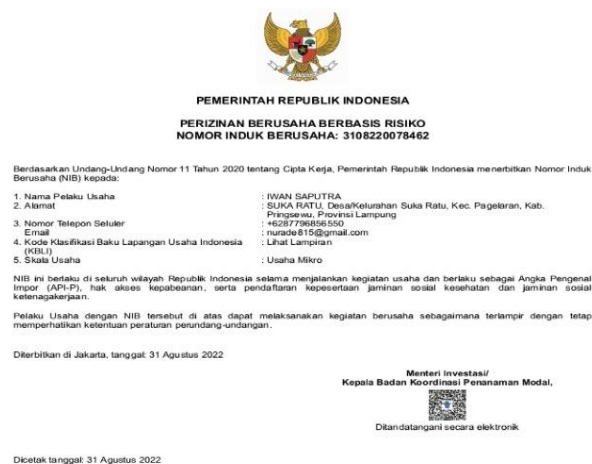 PEMERINTAH REPUBLIK INDONESIA
PERIZINAN BERUSAHA BERBASIS RISIKO
NOMOR INDUK BERUSAHA: 3108220078462
Berdasarkan Undang-Undang Nomor 11 Tahun 2020 tentang Cipta Kerja, Pemerintah Republik Indonesia menerbitkan Nomor Induk
Berusaha (NIB) kepada:
1. Nama Pelaku Usaha : IWAN SAPUTRA
2. Alamat : SUKA RATU, Desa/Kelurahan Suka Ratu, Kec. Pagelaran, Kab.
Pringsewu, Provinsi Lampung
3. Nomor Telepon Seluler : +6287796856550
Email : nurade815@gmail.com
4. Kode Klasifikasi Baku Lapangan Usaha Indonesia : Lihat Lampiran
(KBLI)
5. Skala Usaha : Usaha Mikro
NIB ini berlaku di seluruh wilayah Republik Indonesia selama menjalankan kegiatan usaha dan berlaku sebagai Angka Pengenal
Impor (API-P), hak akses kepabeanan, serta pendaftaran kepesertaan jaminan sosial kesehatan dan jaminan sosial
ketenagakerjaan.
Pelaku Usaha dengan NIB tersebut di atas dapat melaksanakan kegiatan berusaha sebagaimana terlampir dengan tetap
memperhatikan ketentuan peraturan perundang-undangan.
Diterbitkan di Jakarta, tanggal: 31 Agustus 2022
Menteri Investasi/
Kepala Badan Koordinasi Penanaman Modal,
Ditandatangani secara elektronik
Dicetak tanggal: 31 Agustus 2022